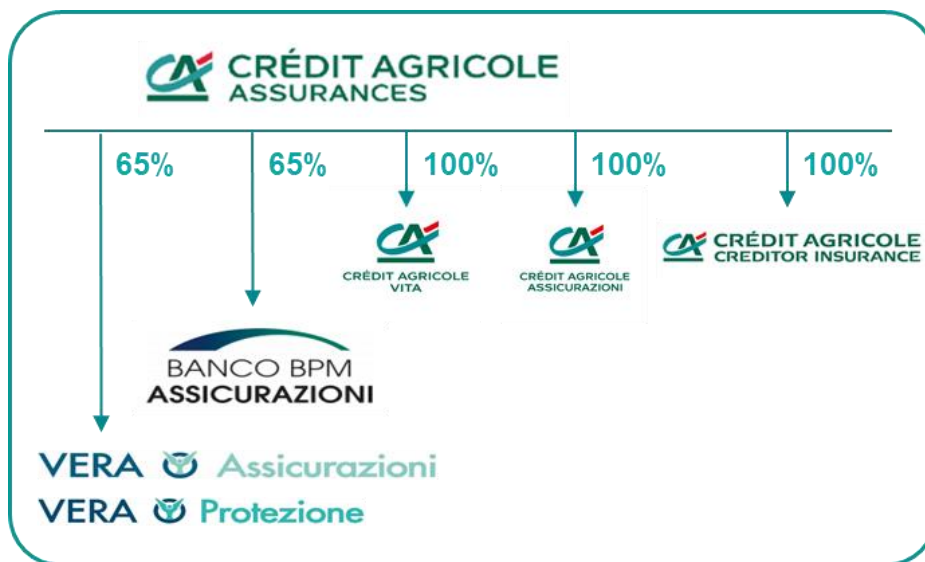 CRÉDIT AGRICOLE
ASSURANCES
65%
65%
100%
100%
100%
CRÉDIT AGRICOLE
VITA
CRÉDIT AGRICOLE
ASSICURAZIONI
CRÉDIT AGRICOLE
CREDITOR INSURANCE
BANCO BPM
ASSICURAZIONI
VERA Assicurazioni
VERA Protezione